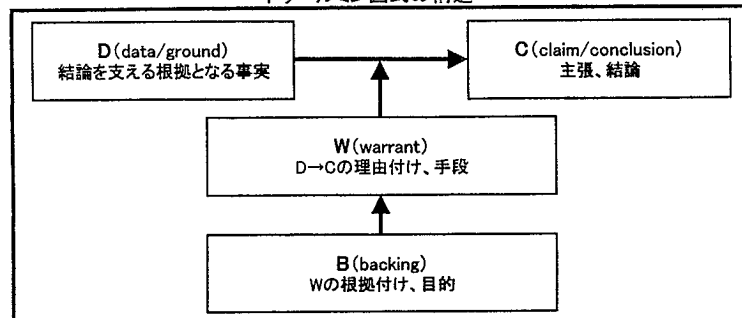 D(data/ground)
結論を支える根拠となる事実
C(claim/conclusion)
主張、結論
W(warrant)
D→Cの理由付け、手段
B(backing)
Wの根拠付け、目的